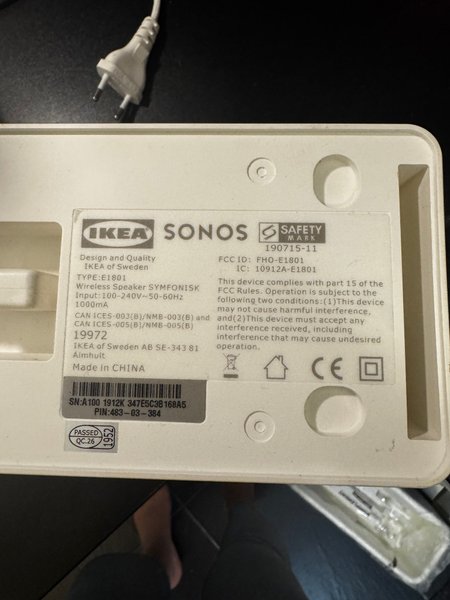 IKEA SONOS SAFETY MARK
190715-11
Design and Quality
IKEA of Sweden
TYPE:E1801
Wireless Speaker SYMFONISK
Input:100-240V~50-60Hz
1000mA
CAN ICES-003(B)/NMB-003(B) and
CAN ICES-005(B)/NMB-005(B)
19972
IKEA of Sweden AB SE-343 81
Älmhult
Made in CHINA
FCC ID: FHO-E1801
IC: 10912A-E1801
This device complies with part 15 of the
FCC Rules. Operation is subject to the
following two conditions:(1)This device
may not cause harmful interference,
and(2)This device must accept any
interference received, including
interference that may cause undesired
operation.
CE
SN:A100 1912K 347E5C3B168A5
PIN:483-03-384
PASSED
QC.26
1952